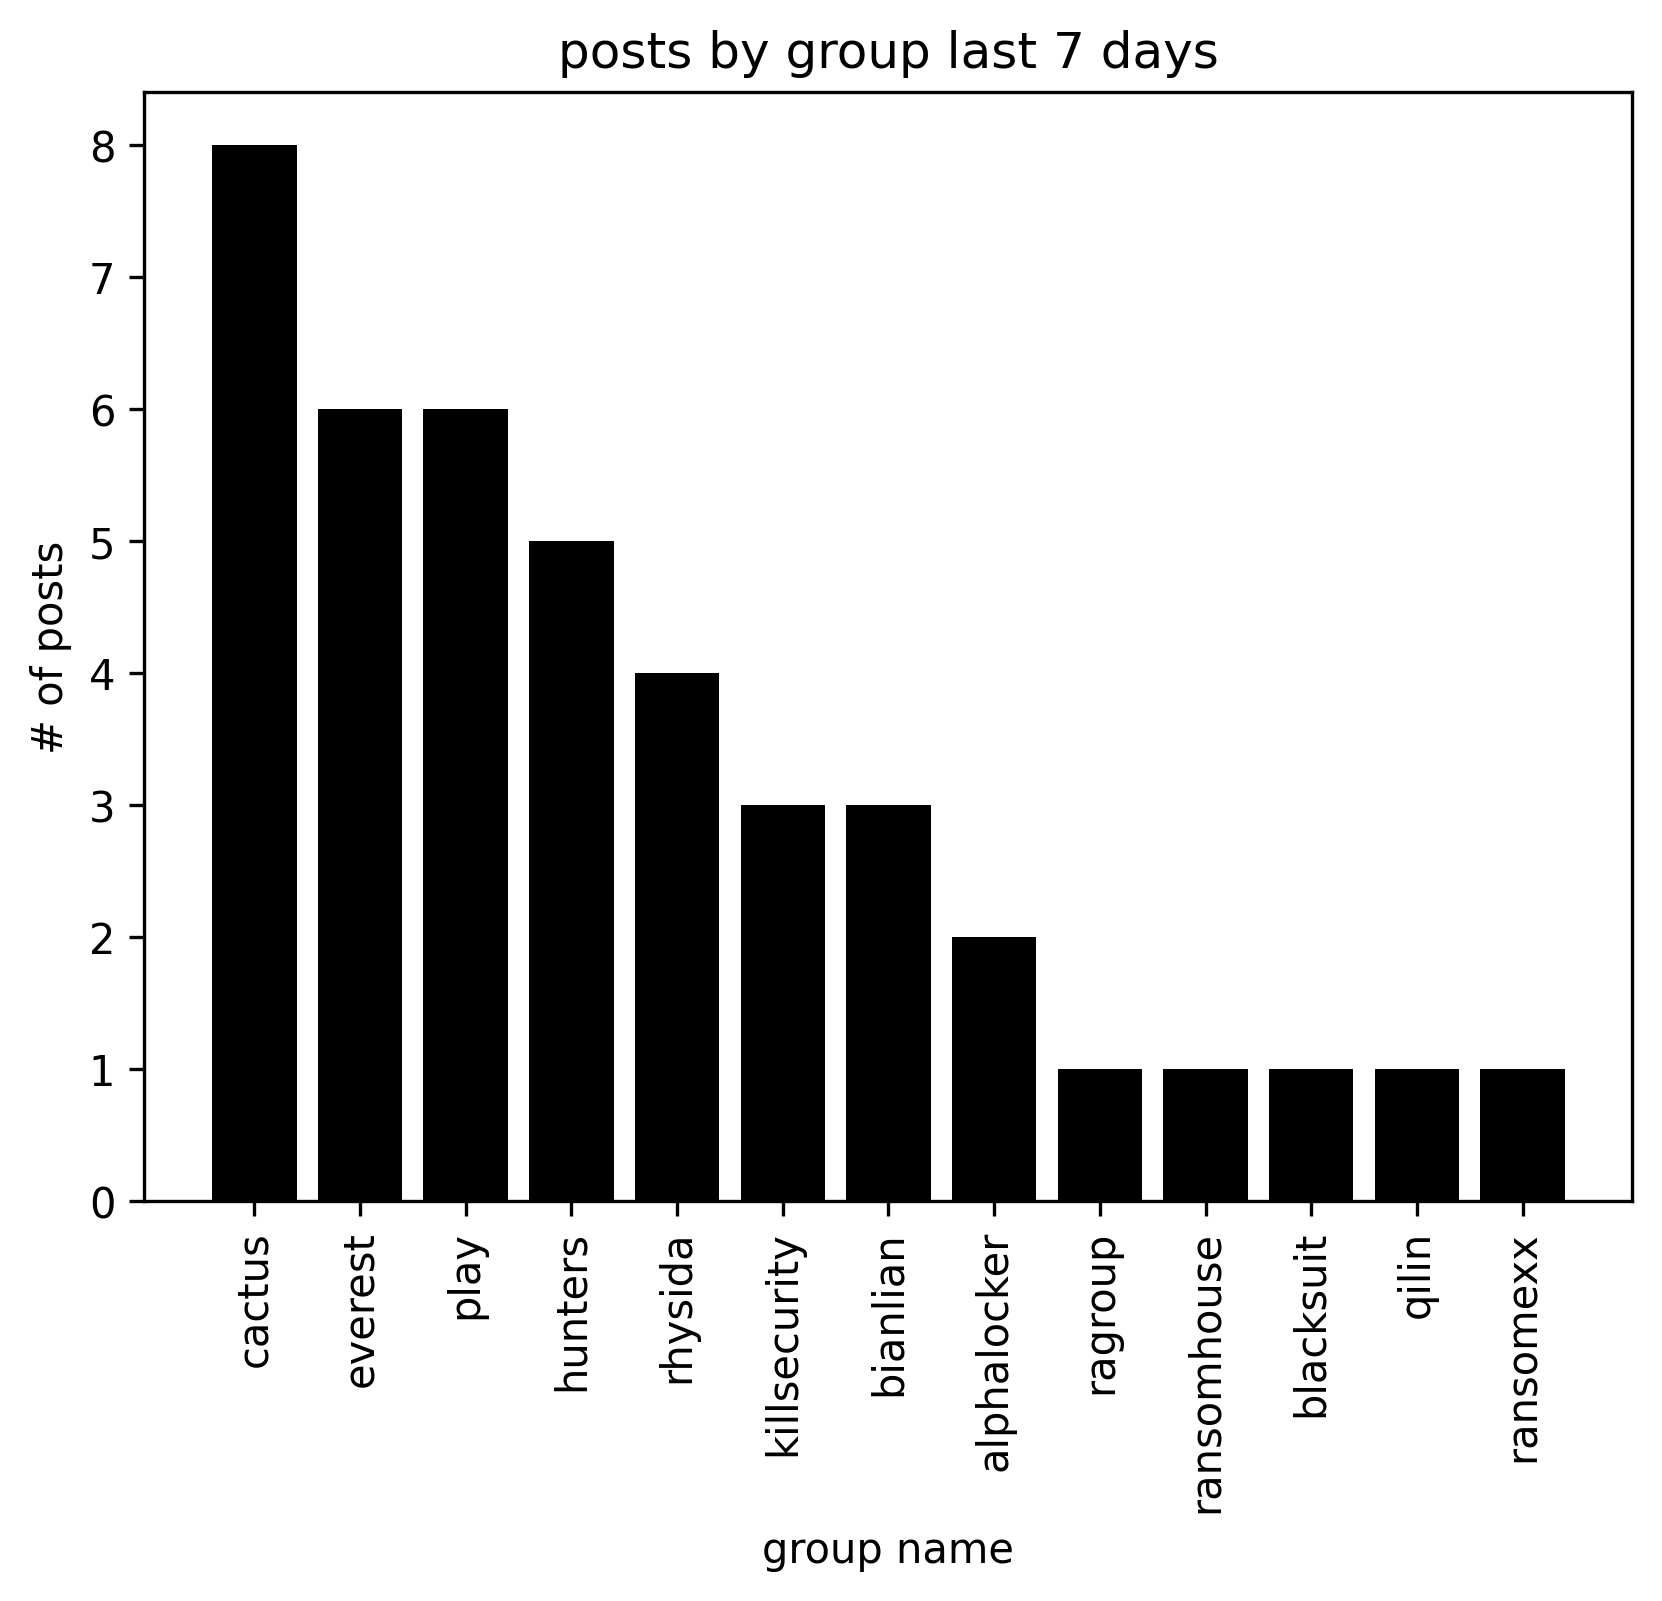 posts by group last 7 days
8
7
6
5
4
3
2
1
0
# of posts
cactus
everest
play
hunters
rhysida
killsecurity
bianlian
alphalocker
ragroup
ransomhouse
blacksuit
qilin
ransomexx
group name